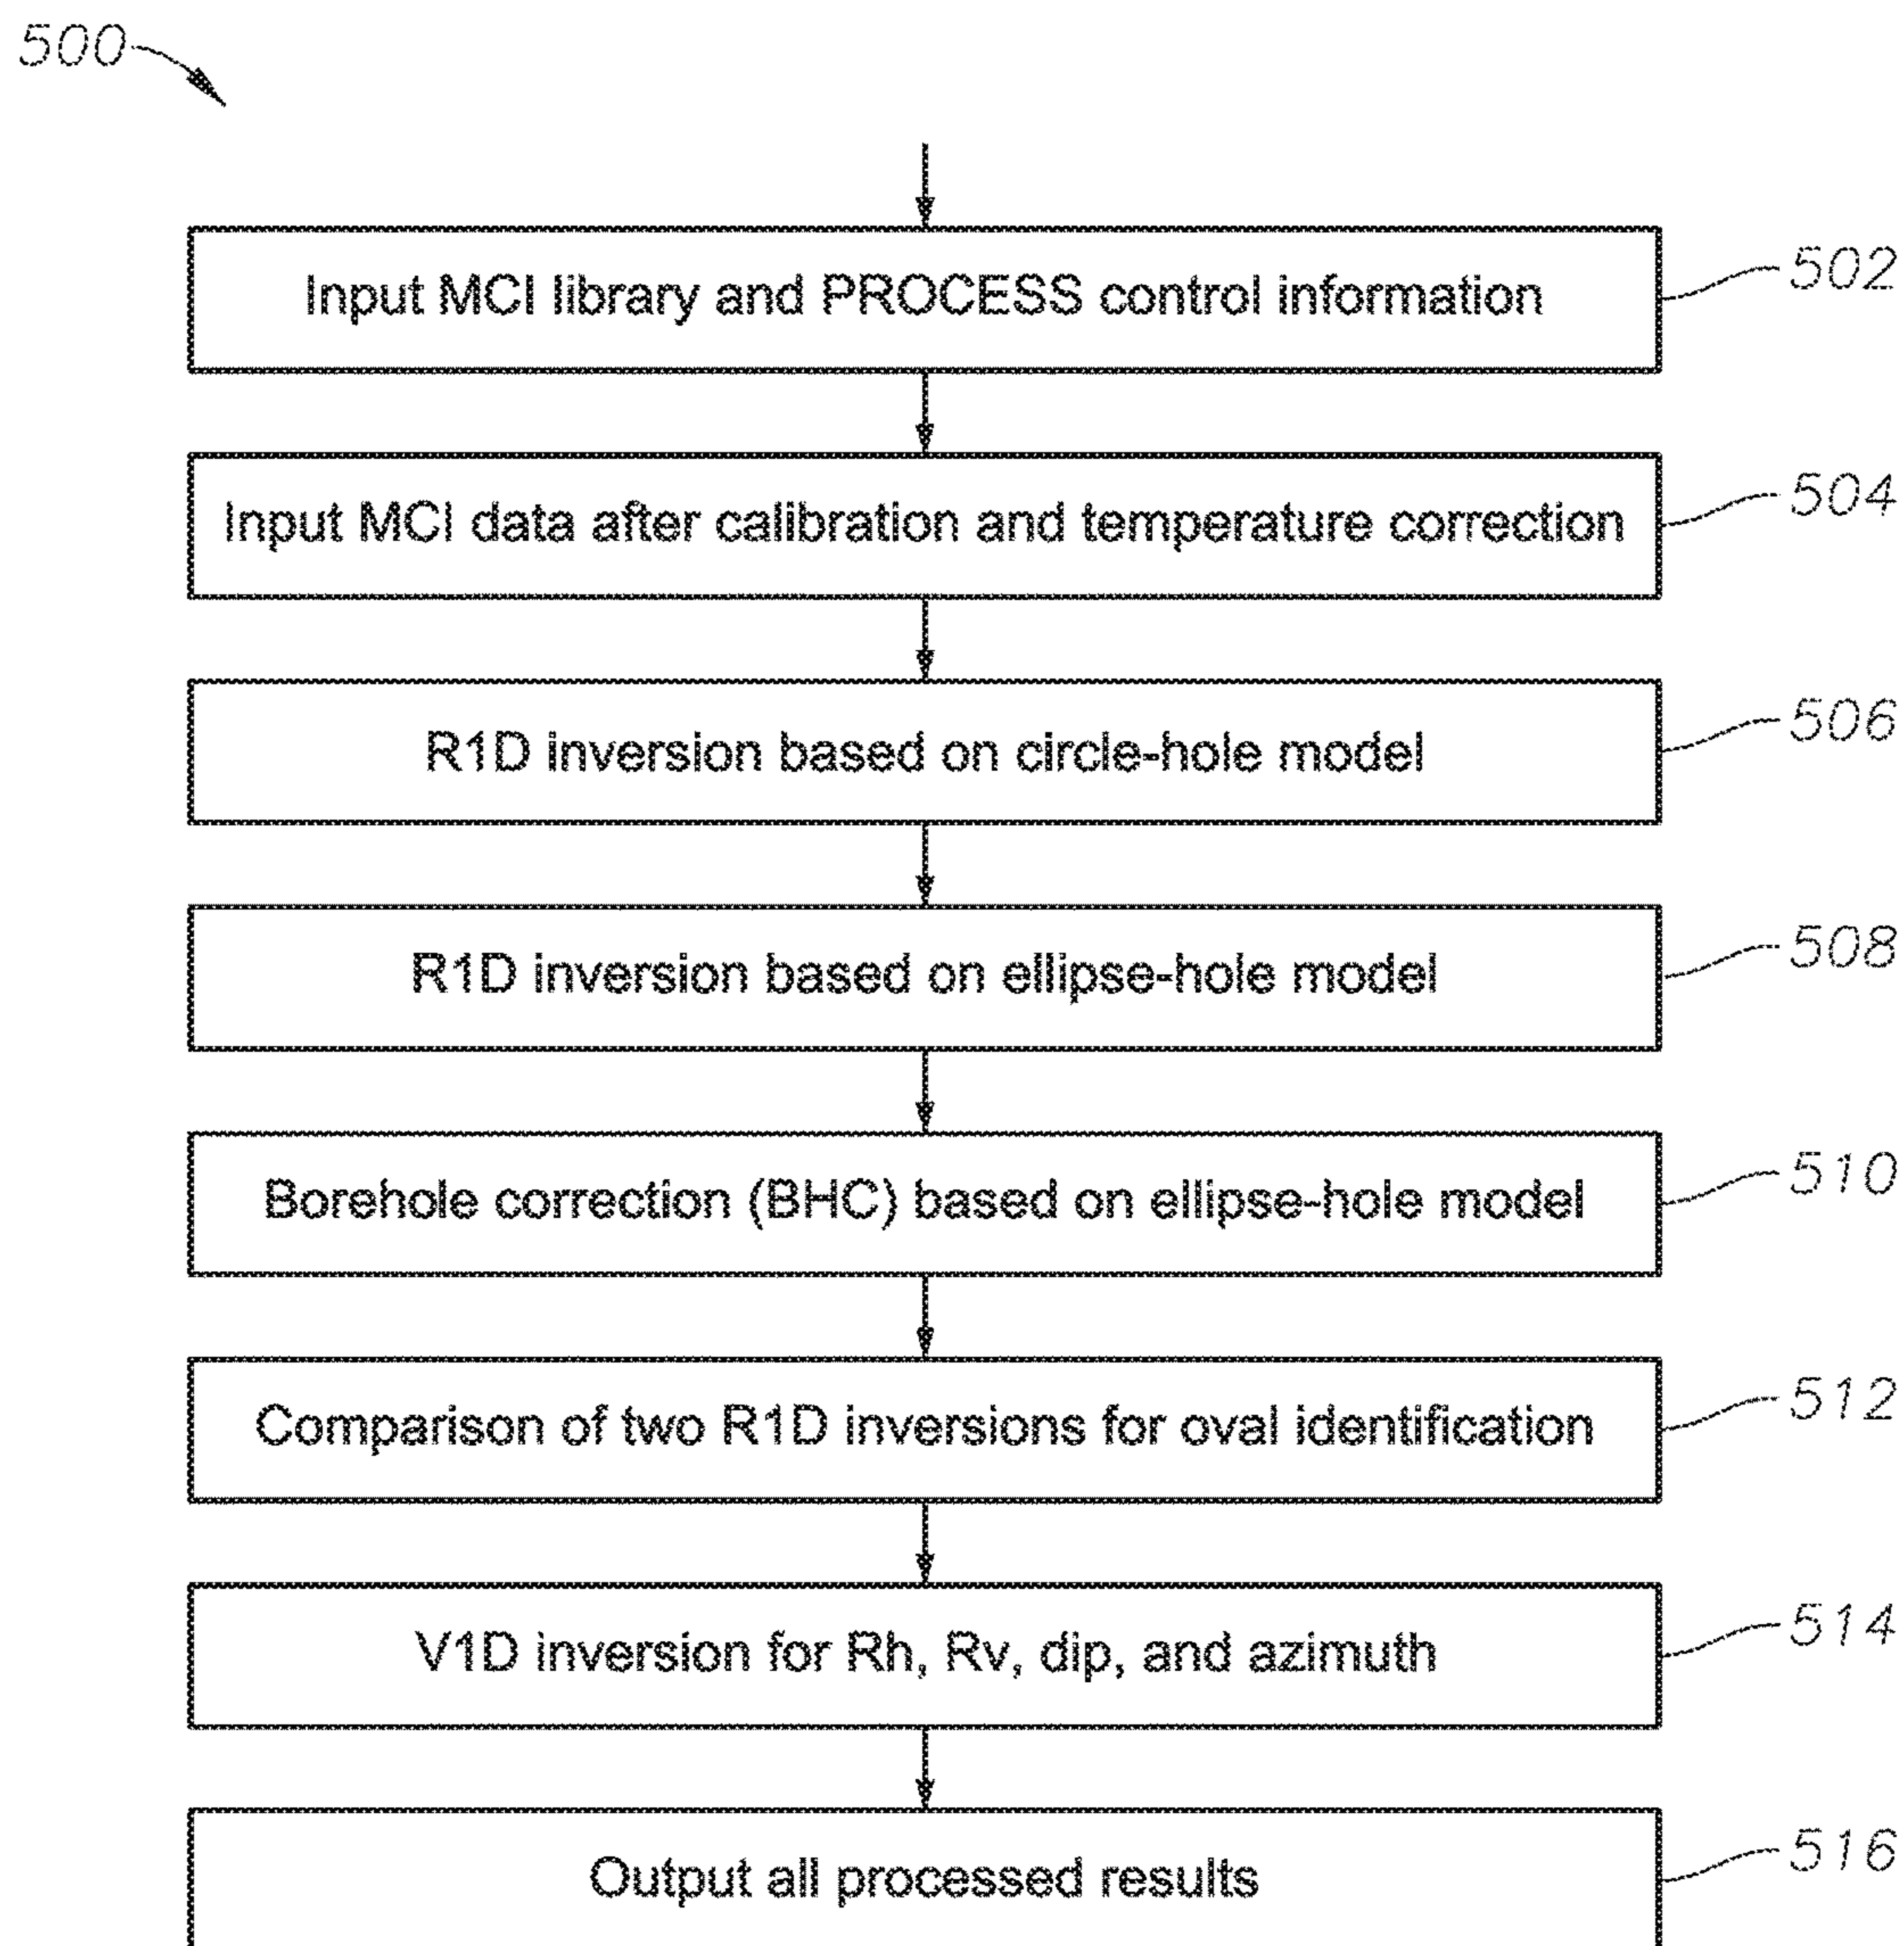 500
Input MCI library and PROCESS control information
502
Input MCI data after calibration and temperature correction
504
R1D inversion based on circle-hole model
506
R1D inversion based on ellipse-hole model
508
Borehole correction (BHC) based on ellipse-hole model
510
Comparison of two R1D inversions for oval identification
512
V1D inversion for Rh, Rv, dip, and azimuth
514
Output all processed results
516